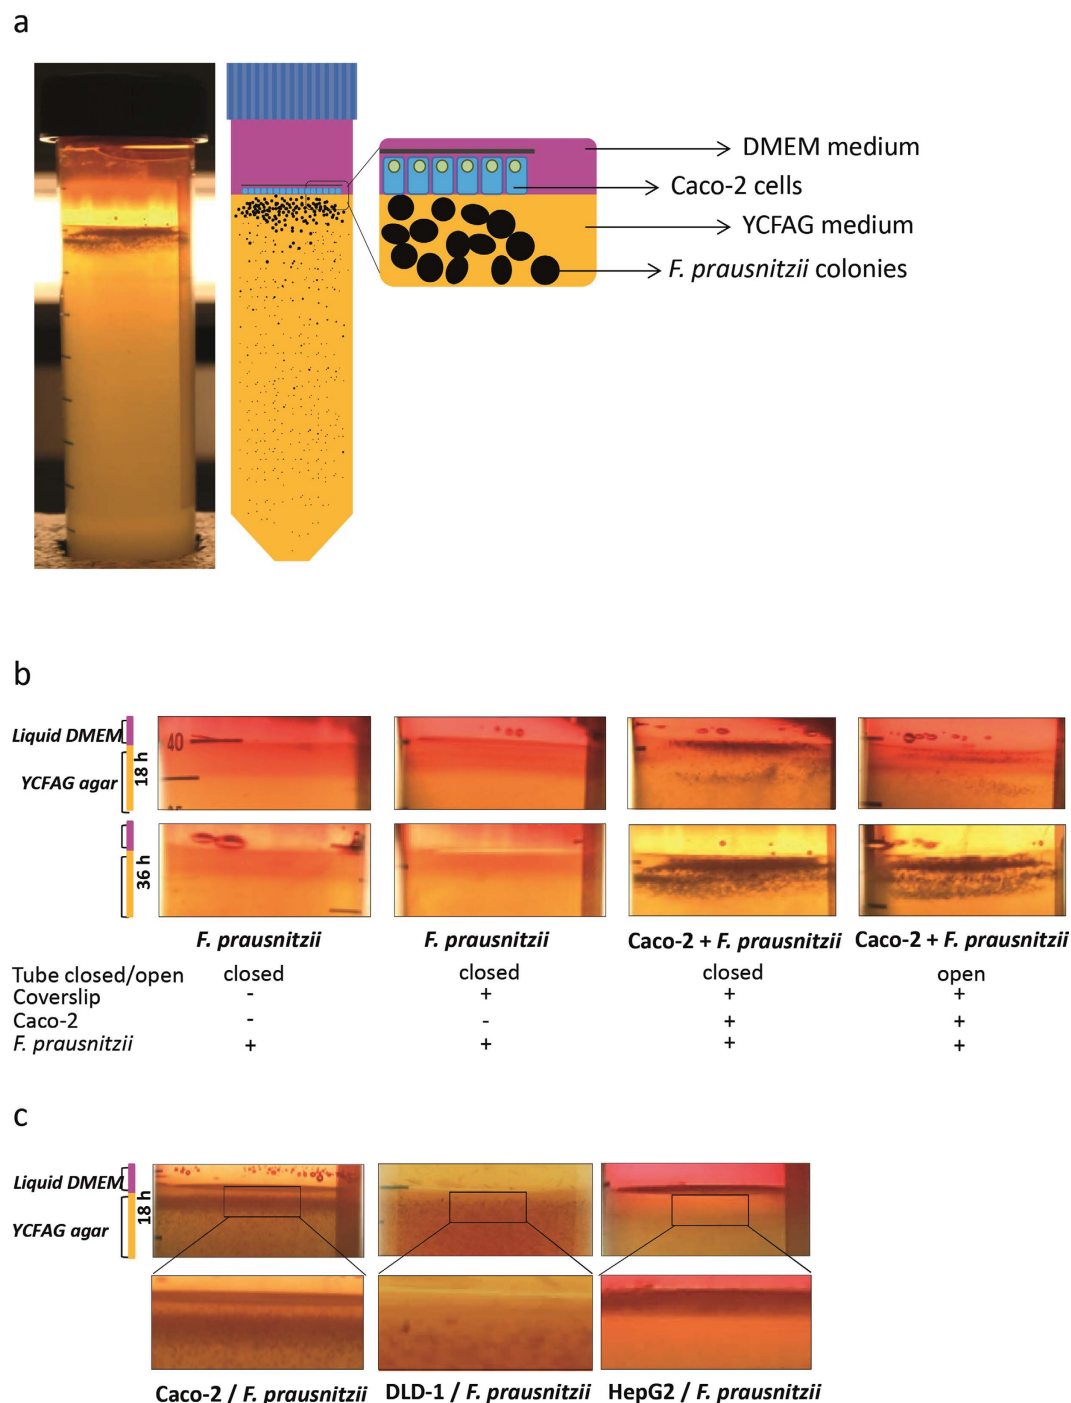 a
DMEM medium
Caco-2 cells
YCFAG medium
F. prausnitzii colonies
b
Liquid DMEM
YCFAG agar
18 h
40
36 h
F. prausnitzii
F. prausnitzii
Caco-2 + F. prausnitzii
Caco-2 + F. prausnitzii
Tube closed/open closed closed closed open
Coverslip - + + +
Caco-2 - - + +
F. prausnitzii + + + +
c
Liquid DMEM
YCFAG agar
18 h
Caco-2 / F. prausnitzii
DLD-1 / F. prausnitzii
HepG2 / F. prausnitzii